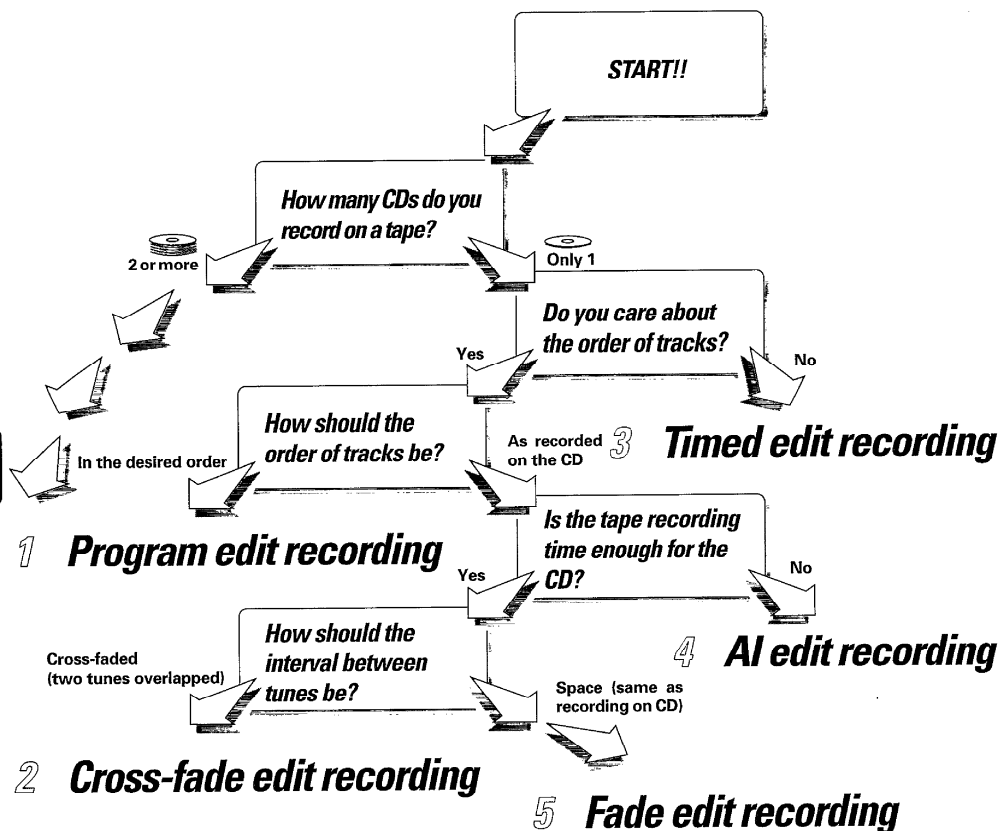 START!!
How many CDs do you
record on a tape?
2 or more
Only 1
Do you care about
the order of tracks?
Yes
No
How should the
order of tracks be?
As recorded
on the CD
3 Timed edit recording
In the desired order
1 Program edit recording
Is the tape recording
time enough for the
CD?
Yes
No
How should the
interval between
tunes be?
4 AI edit recording
Cross-faded
(two tunes overlapped)
Space (same as
recording on CD)
2 Cross-fade edit recording
5 Fade edit recording